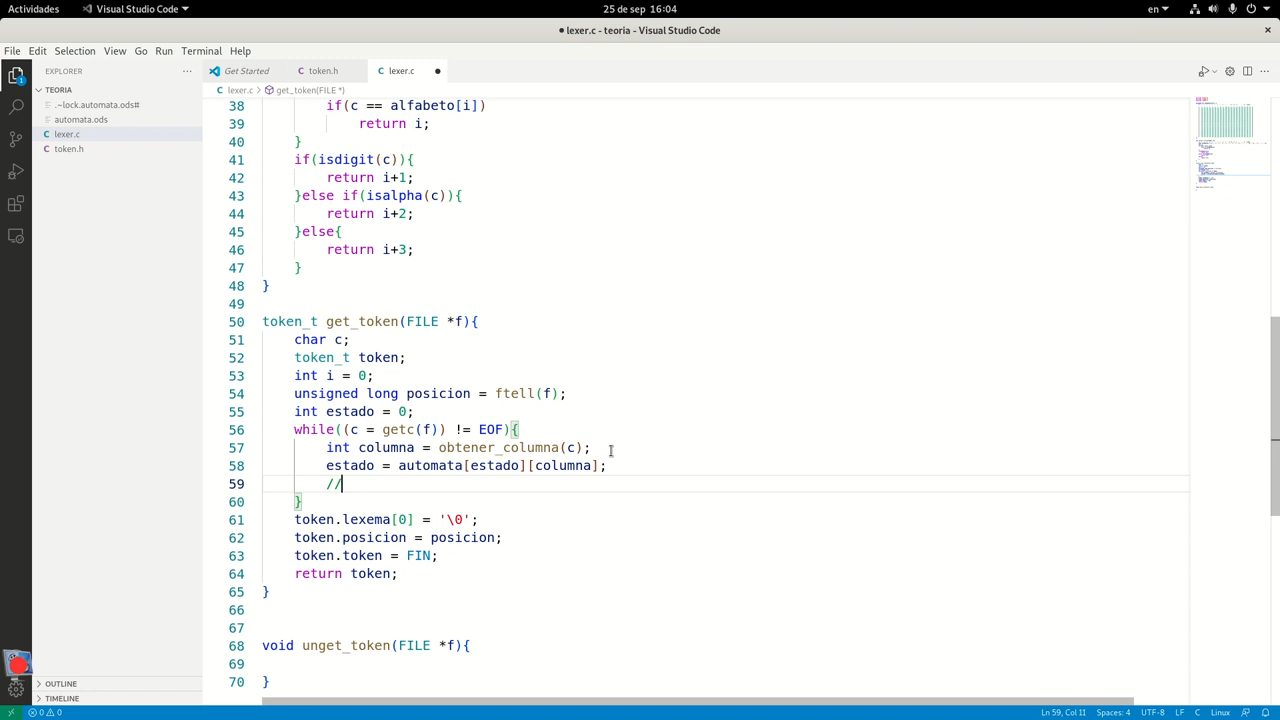 Actividades Visual Studio Code 25 de sep 16:04 en
● lexer.c - teoria - Visual Studio Code ×
File Edit Selection View Go Run Terminal Help
EXPLORER ··· Get Started C token.h C lexer.c ●
TEORIA C lexer.c > get_token(FILE *)
.~lock.automata.ods#
automata.ods
C lexer.c
C token.h
1
38 if(c == alfabeto[i])
39 return i;
40 }
41 if(isdigit(c)){
42 return i+1;
43 }else if(isalpha(c)){
44 return i+2;
45 }else{
46 return i+3;
47 }
48 }
49
50 token_t get_token(FILE *f){
51 char c;
52 token_t token;
53 int i = 0;
54 unsigned long posicion = ftell(f);
55 int estado = 0;
56 while((c = getc(f)) != EOF){
57 int columna = obtener_columna(c);
58 estado = automata[estado][columna];
59 //
60 }
61 token.lexema[0] = '\0';
62 token.posicion = posicion;
63 token.token = FIN;
64 return token;
65 }
66
67
68 void unget_token(FILE *f){
69
70 }
OUTLINE
TIMELINE
0 0 Ln 59, Col 11 Spaces: 4 UTF-8 LF C Linux